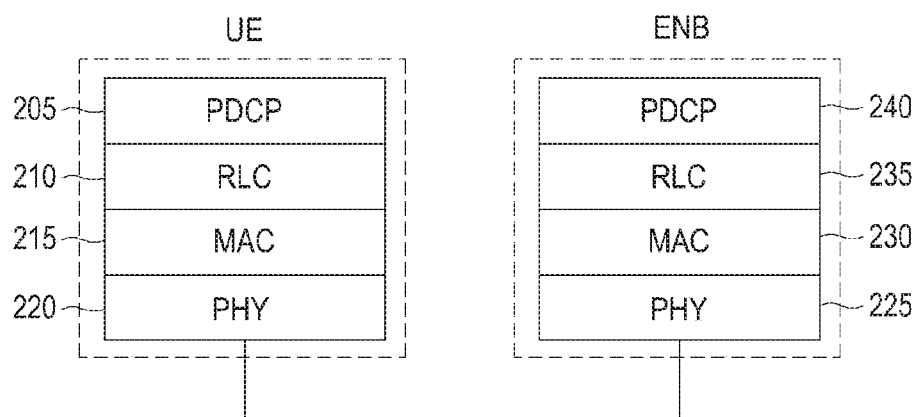 UE ENB
205 PDCP PDCP 240
210 RLC RLC 235
215 MAC MAC 230
220 PHY PHY 225